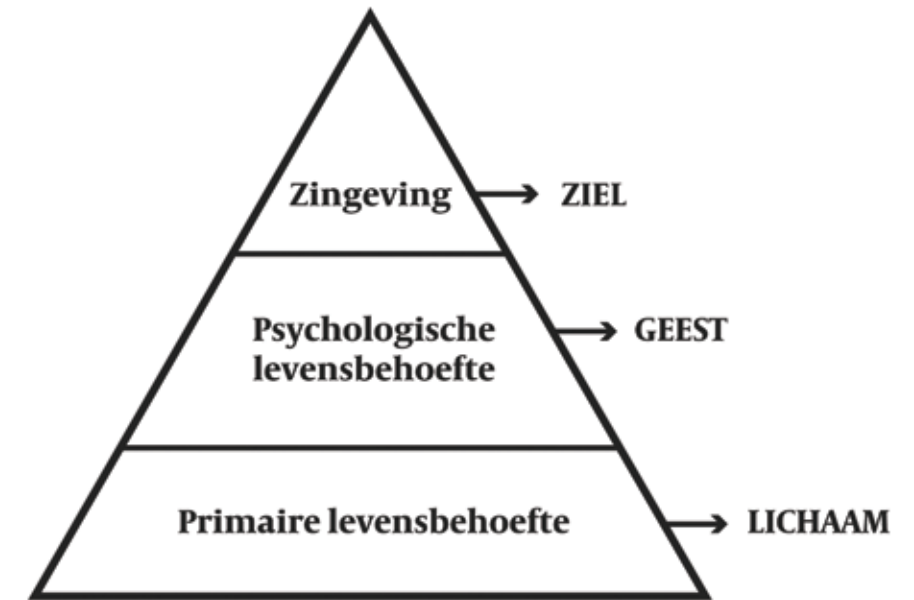 Zingeving
ZIEL
Psychologische
levensbehoefte
GEEST
Primaire levensbehoefte
LICHAAM